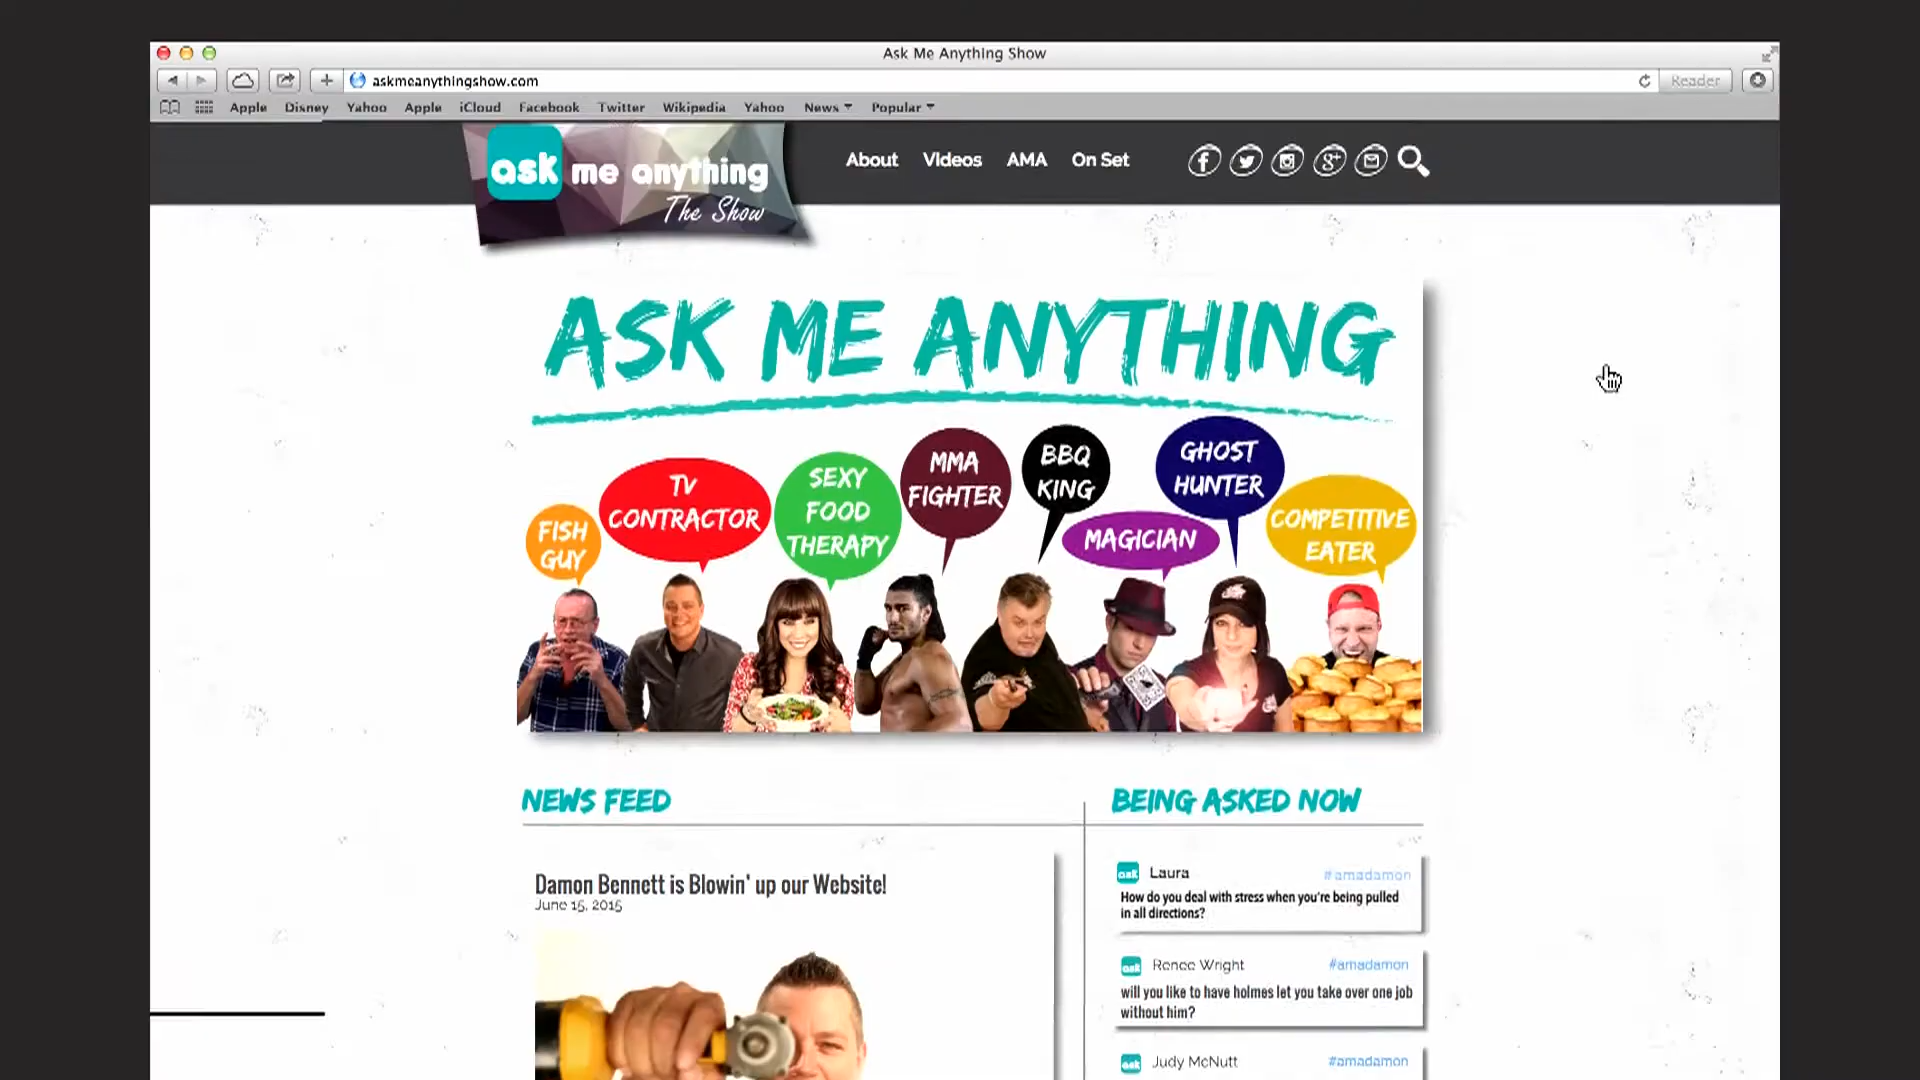 Ask Me Anything Show
askmeanythingshow.com
Reader
Apple Disney Yahoo Apple iCloud Facebook Twitter Wikipedia Yahoo News Popular
ask me anything
The Show
About Videos AMA On Set
ASK ME ANYTHING
FISH
GUY
TV
CONTRACTOR
SEXY
FOOD
THERAPY
MMA
FIGHTER
BBQ
KING
MAGICIAN
GHOST
HUNTER
COMPETITIVE
EATER
NEWS FEED
Damon Bennett is Blowin' up our Website!
June 15, 2015
BEING ASKED NOW
ask Laura #amadamon
How do you deal with stress when you're being pulled
in all directions?
ask Renee Wright #amadamon
will you like to have holmes let you take over one job
without him?
ask Judy McNutt #amadamon